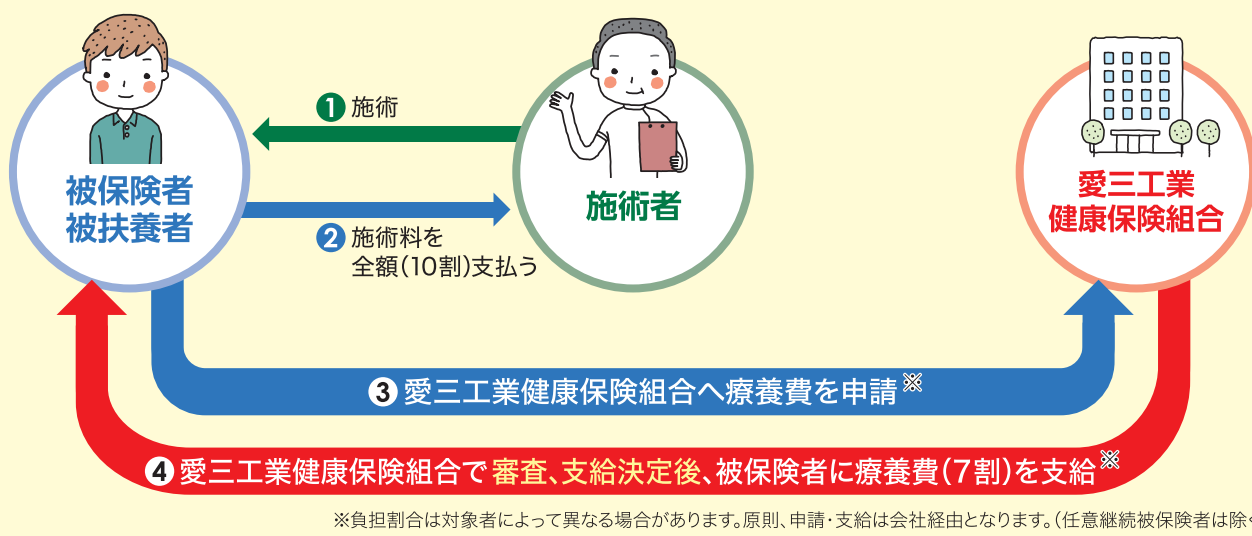 ❶ 施術
被保険者
被扶養者
施術者
愛三工業
健康保険組合
❷ 施術料を
全額(10割)支払う
❸ 愛三工業健康保険組合へ療養費を申請※
❹ 愛三工業健康保険組合で審査、支給決定後、被保険者に療養費(7割)を支給※
※負担割合は対象者によって異なる場合があります。原則、申請・支給は会社経由となります。(任意継続被保険者は除く